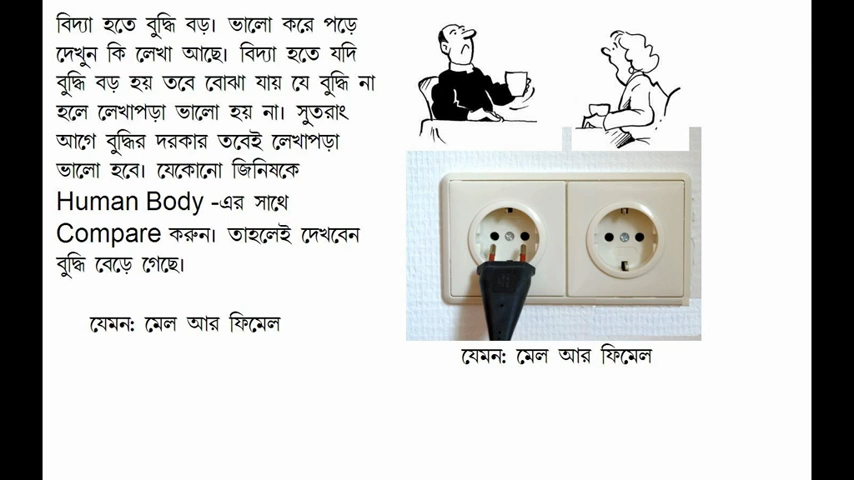 বিদ্যা হতে বুদ্ধি বড়। ভালো করে পড়ে
দেখুন কি লেখা আছে। বিদ্যা হতে যদি
বুদ্ধি বড় হয় তবে বোঝা যায় যে বুদ্ধি না
হলে লেখাপড়া ভালো হয় না। সুতরাং
আগে বুদ্ধির দরকার তবেই লেখাপড়া
ভালো হবে। যেকোনো জিনিষকে
Human Body -এর সাথে
Compare করুন। তাহলেই দেখবেন
বুদ্ধি বেড়ে গেছে।
যেমন: মেল আর ফিমেল
যেমন: মেল আর ফিমেল